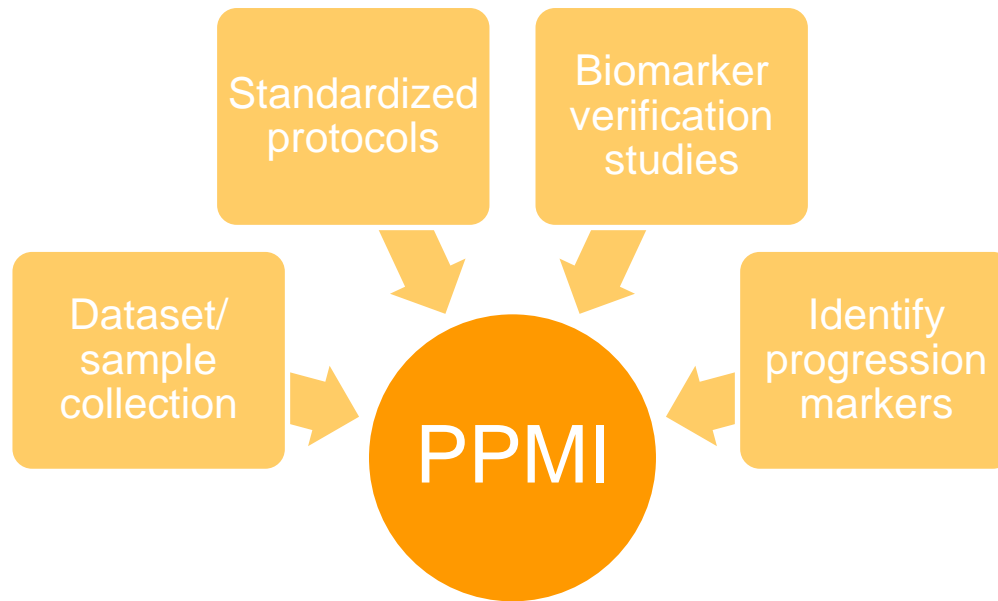 Standardized
protocols
Biomarker
verification
studies
Dataset/
sample
collection
Identify
progression
markers
PPMI